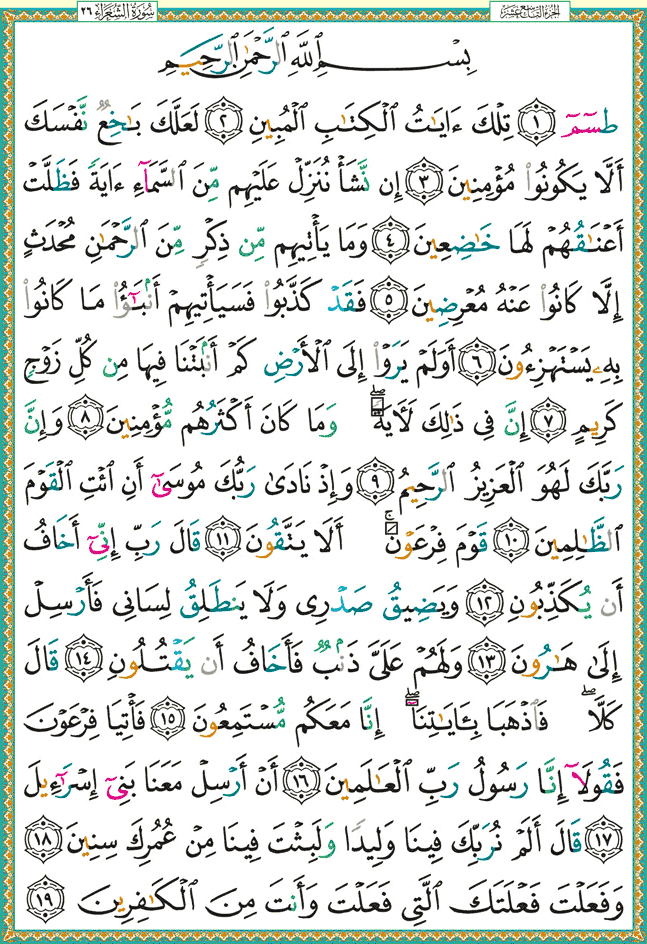 سُورَةُ الشُّعَرَاءِ ٢٦ الجزء التاسع عشر
بِسْمِ ٱللَّهِ ٱلرَّحْمَٰنِ ٱلرَّحِيمِ
طسٓمٓ ١ تِلْكَ ءَايَٰتُ ٱلْكِتَٰبِ ٱلْمُبِينِ ٢ لَعَلَّكَ بَٰخِعٌ نَّفْسَكَ
أَلَّا يَكُونُوا۟ مُؤْمِنِينَ ٣ إِن نَّشَأْ نُنَزِّلْ عَلَيْهِم مِّنَ ٱلسَّمَآءِ ءَايَةً فَظَلَّتْ
أَعْنَٰقُهُمْ لَهَا خَٰضِعِينَ ٤ وَمَا يَأْتِيهِم مِّن ذِكْرٍ مِّنَ ٱلرَّحْمَٰنِ مُحْدَثٍ
إِلَّا كَانُوا۟ عَنْهُ مُعْرِضِينَ ٥ فَقَدْ كَذَّبُوا۟ فَسَيَأْتِيهِمْ أَنۢبَٰٓؤُا۟ مَا كَانُوا۟
بِهِۦ يَسْتَهْزِءُونَ ٦ أَوَلَمْ يَرَوْا۟ إِلَى ٱلْأَرْضِ كَمْ أَنۢبَتْنَا فِيهَا مِن كُلِّ زَوْجٍ
كَرِيمٍ ٧ إِنَّ فِى ذَٰلِكَ لَءَايَةً ۖ وَمَا كَانَ أَكْثَرُهُم مُّؤْمِنِينَ ٨ وَإِنَّ
رَبَّكَ لَهُوَ ٱلْعَزِيزُ ٱلرَّحِيمُ ٩ وَإِذْ نَادَىٰ رَبُّكَ مُوسَىٰٓ أَنِ ٱئْتِ ٱلْقَوْمَ
ٱلظَّٰلِمِينَ ١٠ قَوْمَ فِرْعَوْنَ ۚ أَلَا يَتَّقُونَ ١١ قَالَ رَبِّ إِنِّىٓ أَخَافُ
أَن يُكَذِّبُونِ ١٢ وَيَضِيقُ صَدْرِى وَلَا يَنطَلِقُ لِسَانِى فَأَرْسِلْ
إِلَىٰ هَٰرُونَ ١٣ وَلَهُمْ عَلَىَّ ذَنۢبٌ فَأَخَافُ أَن يَقْتُلُونِ ١٤ قَالَ
كَلَّا ۖ فَٱذْهَبَا بِـَٔايَٰتِنَآ ۖ إِنَّا مَعَكُم مُّسْتَمِعُونَ ١٥ فَأْتِيَا فِرْعَوْنَ
فَقُولَآ إِنَّا رَسُولُ رَبِّ ٱلْعَٰلَمِينَ ١٦ أَنْ أَرْسِلْ مَعَنَا بَنِىٓ إِسْرَٰٓءِيلَ
١٧ قَالَ أَلَمْ نُرَبِّكَ فِينَا وَلِيدًا وَلَبِثْتَ فِينَا مِنْ عُمُرِكَ سِنِينَ ١٨
وَفَعَلْتَ فَعْلَتَكَ ٱلَّتِى فَعَلْتَ وَأَنتَ مِنَ ٱلْكَٰفِرِينَ ١٩